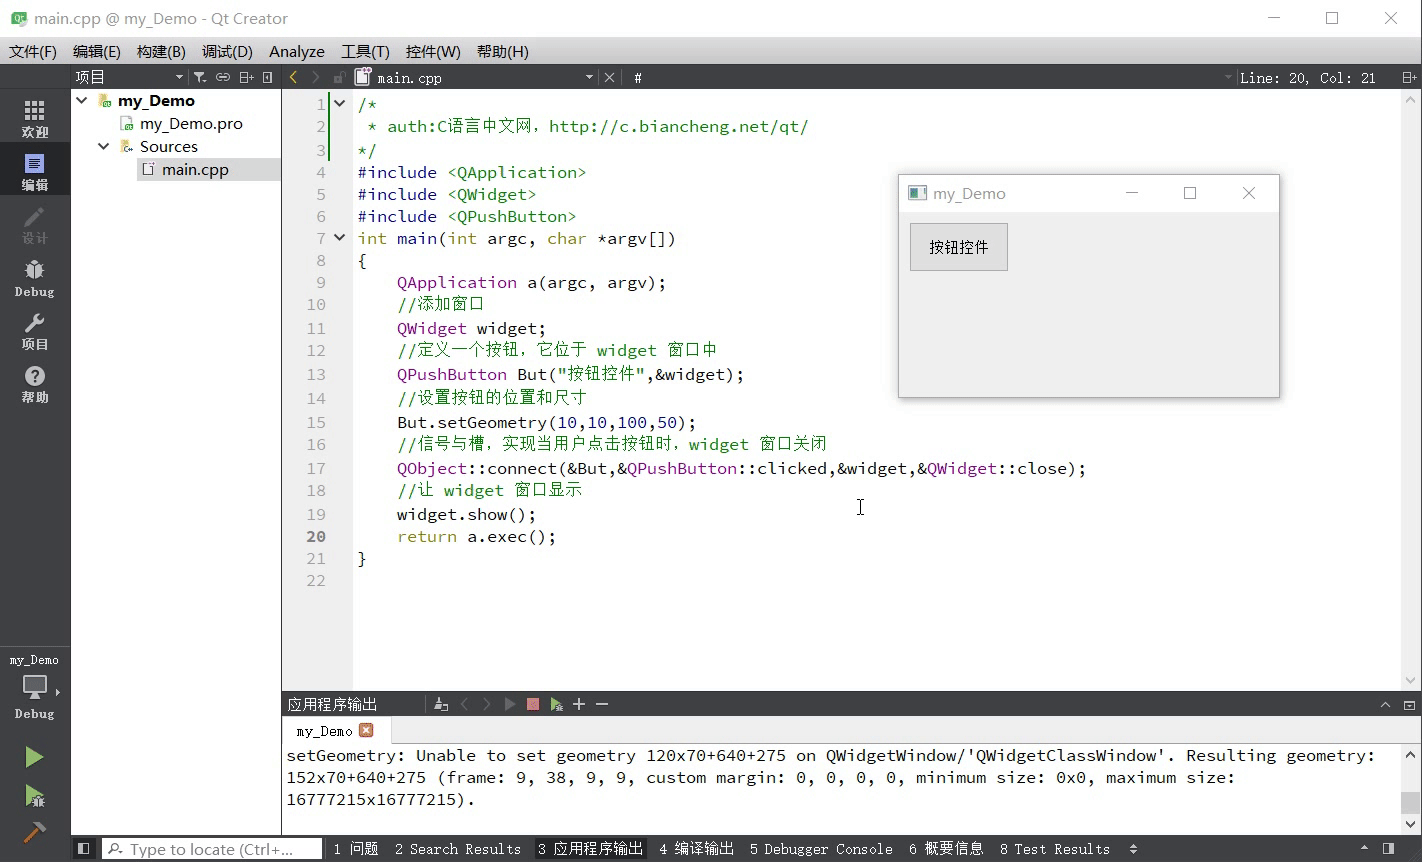 main.cpp @ my_Demo - Qt Creator
文件(F) 编辑(E) 构建(B) 调试(D) Analyze 工具(T) 控件(W) 帮助(H)
项目
main.cpp
#
Line: 20, Col: 21
欢迎
编辑
设计
Debug
项目
帮助
my_Demo
Debug
my_Demo
my_Demo.pro
Sources
main.cpp
1 /*
2 * auth:C语言中文网，http://c.biancheng.net/qt/
3 */
4 #include <QApplication>
5 #include <QWidget>
6 #include <QPushButton>
7 int main(int argc, char *argv[])
8 {
9 QApplication a(argc, argv);
10 //添加窗口
11 QWidget widget;
12 //定义一个按钮，它位于 widget 窗口中
13 QPushButton But("按钮控件",&widget);
14 //设置按钮的位置和尺寸
15 But.setGeometry(10,10,100,50);
16 //信号与槽，实现当用户点击按钮时，widget 窗口关闭
17 QObject::connect(&But,&QPushButton::clicked,&widget,&QWidget::close);
18 //让 widget 窗口显示
19 widget.show();
20 return a.exec();
21 }
22
my_Demo
按钮控件
应用程序输出
my_Demo
setGeometry: Unable to set geometry 120x70+640+275 on QWidgetWindow/'QWidgetClassWindow'. Resulting geometry:
152x70+640+275 (frame: 9, 38, 9, 9, custom margin: 0, 0, 0, 0, minimum size: 0x0, maximum size:
16777215x16777215).
Type to locate (Ctrl+...
1 问题 2 Search Results 3 应用程序输出 4 编译输出 5 Debugger Console 6 概要信息 8 Test Results